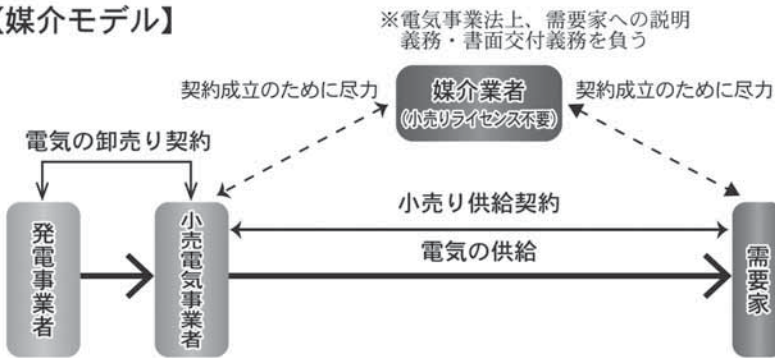 【媒介モデル】
※電気事業法上、需要家への説明
義務・書面交付義務を負う
契約成立のために尽力
媒介業者
(小売りライセンス不要)
契約成立のために尽力
電気の卸売り契約
小売り供給契約
電気の供給
発電事業者
小売電気事業者
需要家